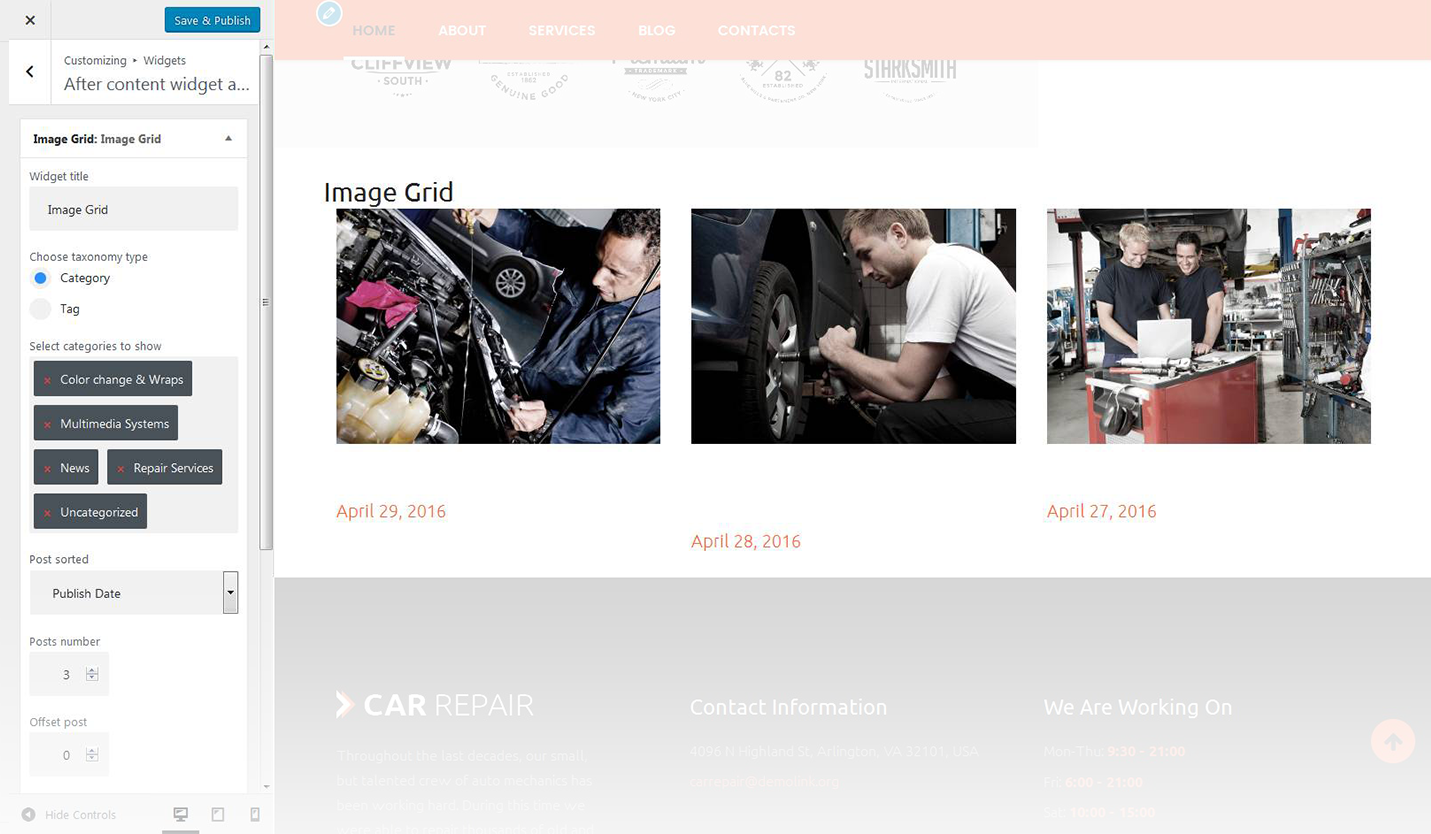 Save & Publish
Customizing ▸ Widgets
After content widget a...
Image Grid: Image Grid
Widget title
Image Grid
Choose taxonomy type
Category
Tag
Select categories to show
× Color change & Wraps
× Multimedia Systems
× News × Repair Services
× Uncategorized
Post sorted
Publish Date
Posts number
3
Offset post
0
Hide Controls
HOME ABOUT SERVICES BLOG CONTACTS
CLIFFVIEW
· SOUTH ·
ESTABLISHED
GENUINE GOOD
TRADEMARK
· NEW YORK CITY ·
82
ESTABLISHED
STARKSMITH
Image Grid
April 29, 2016
April 28, 2016
April 27, 2016
CAR REPAIR
Throughout the last decades, our small
but talented crew of auto mechanics has
been working hard. During this time we
Contact Information
4096 N Highland St, Arlington, VA 32101, USA
carrepair@demolink.org
We Are Working On
Mon-Thu: 9:30 - 21:00
Fri: 6:00 - 21:00
Sat: 10:00 - 15:00